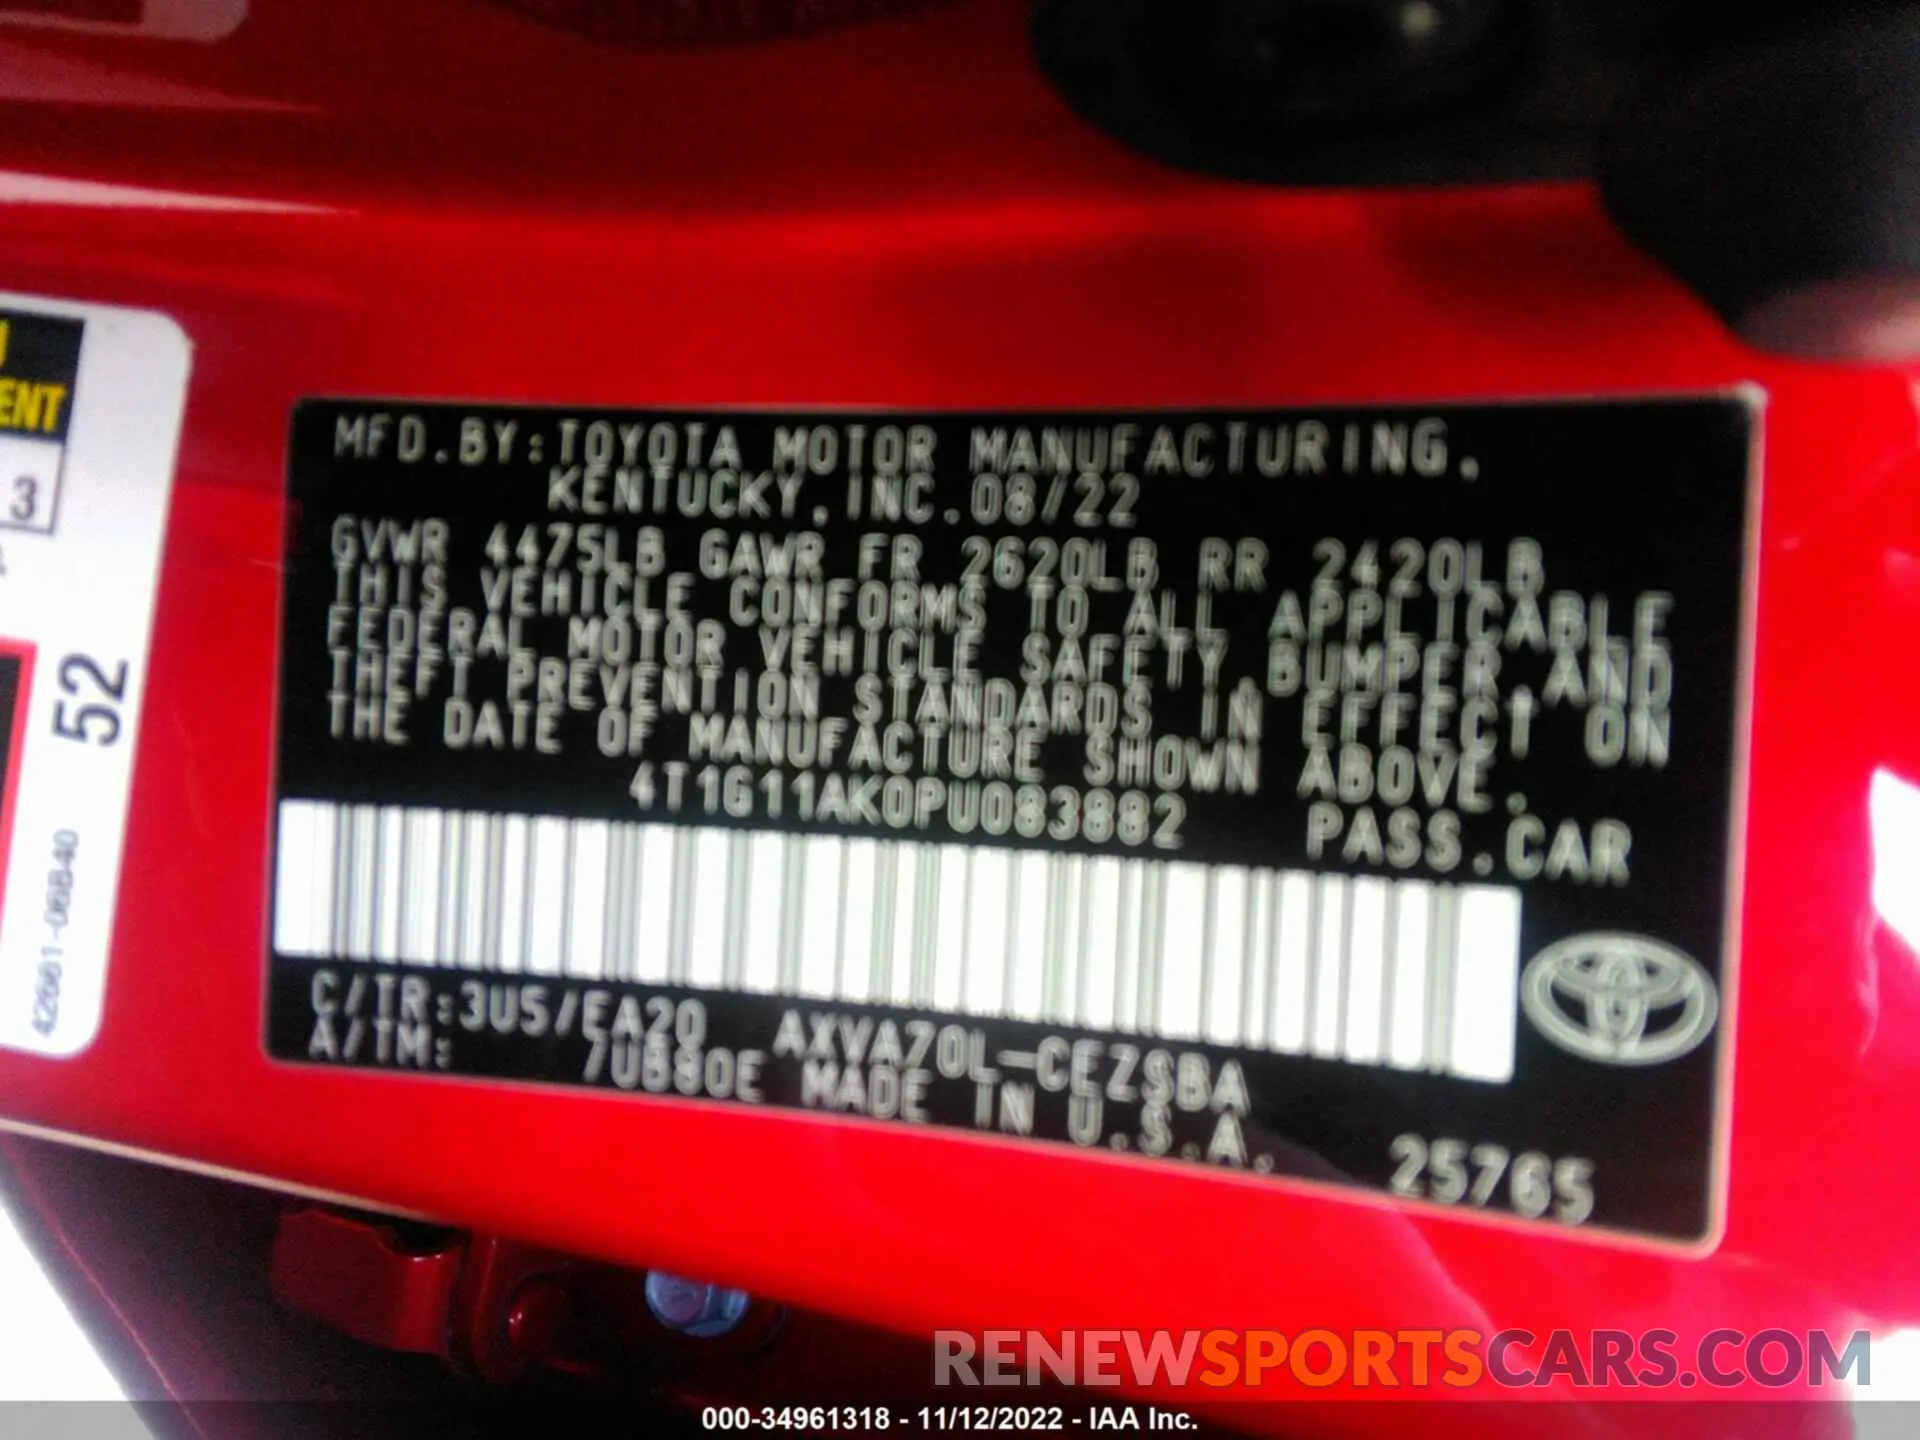 MFD.BY:TOYOTA MOTOR MANUFACTURING,
KENTUCKY,INC.08/22
GVWR 4475LB GAWR FR 2620LB RR 2420LB
THIS VEHICLE CONFORMS TO ALL APPLICABLE
FEDERAL MOTOR VEHICLE SAFETY,BUMPER,AND
THEFT PREVENTION STANDARDS IN EFFECT ON
THE DATE OF MANUFACTURE SHOWN ABOVE.
4T1G11AK0PU083882 PASS.CAR
C/TR:3U5/EA20 AXVA70L-CEZSBA
A/TM: MADE IN U.S.A.
25765
ENT
3
52
42661-06B40
RENEWSPORTSCARS.COM
000-34961318 - 11/12/2022 - IAA Inc.